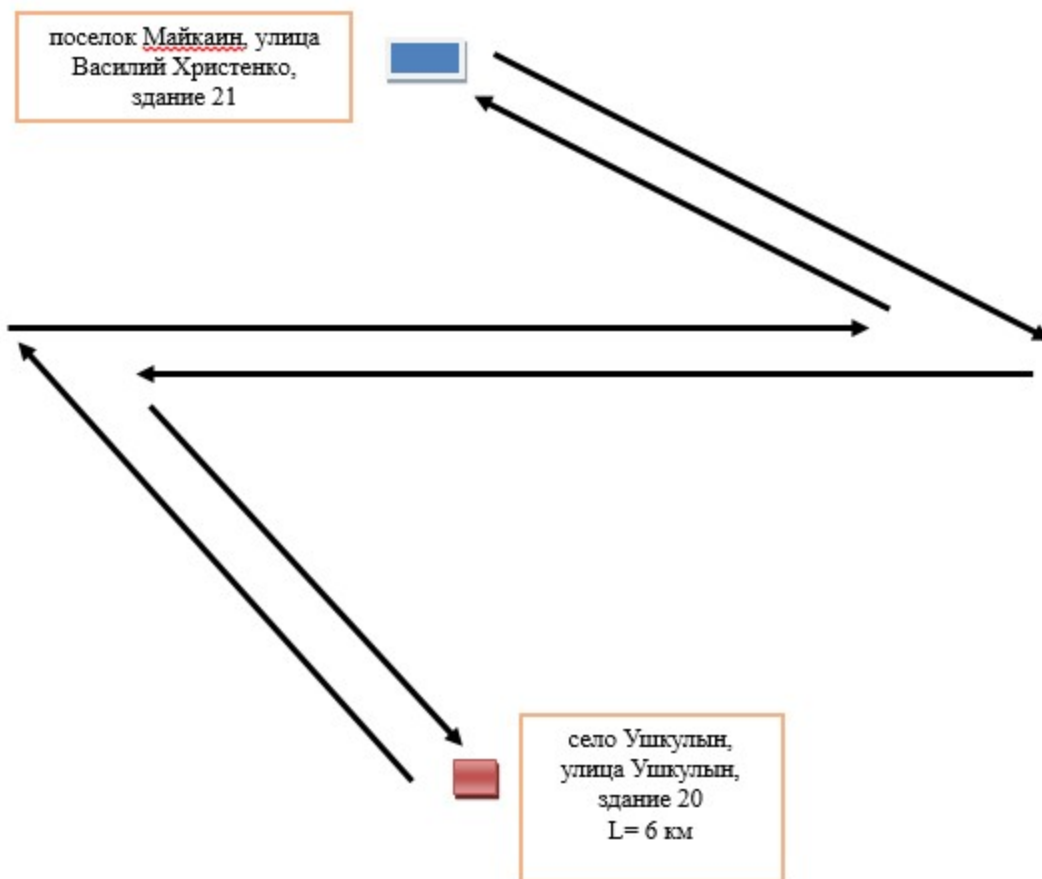 поселок Майкаин, улица
Василий Христенко,
здание 21
село Ушкулын,
улица Ушкулын,
здание 20
L= 6 км